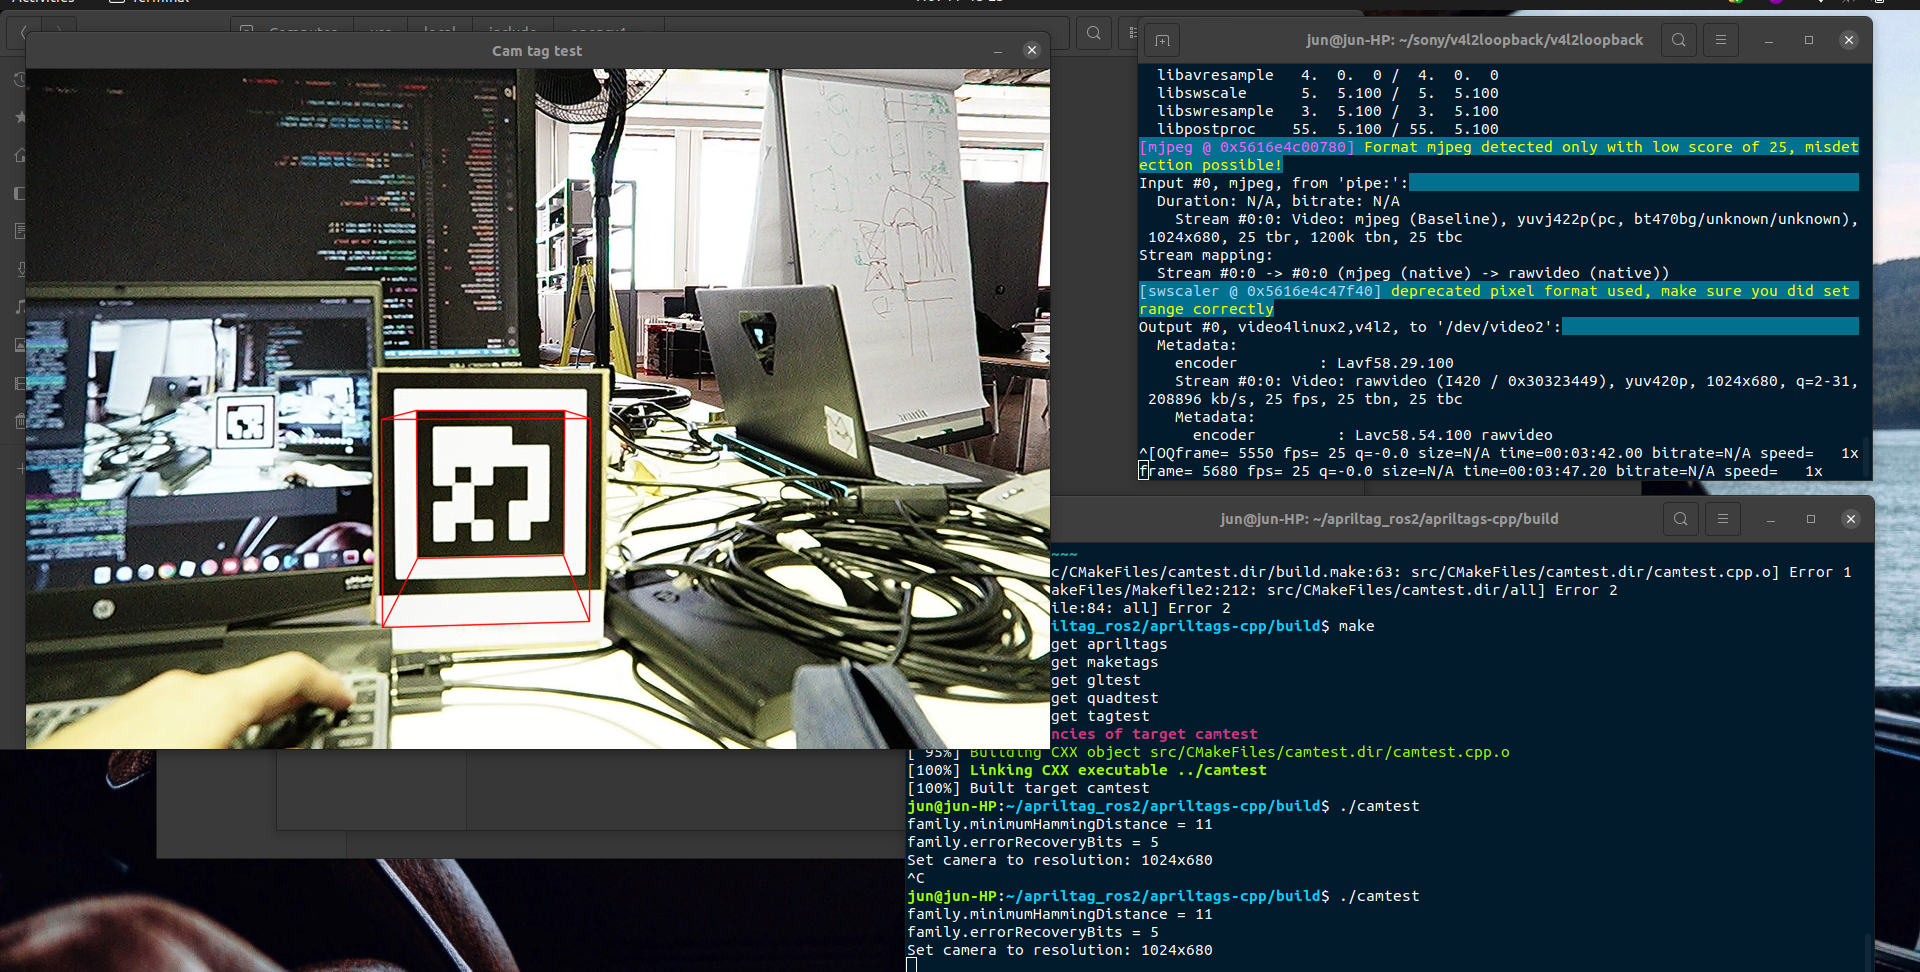 Activities
Terminal
Computer usr local include opencv4
Cam tag test
jun@jun-HP: ~/sony/v4l2loopback/v4l2loopback
libavresample 4. 0. 0 / 4. 0. 0
libswscale 5. 5.100 / 5. 5.100
libswresample 3. 5.100 / 3. 5.100
libpostproc 55. 5.100 / 55. 5.100
[mjpeg @ 0x5616e4c00780] Format mjpeg detected only with low score of 25, misdet
ection possible!
Input #0, mjpeg, from 'pipe:':
Duration: N/A, bitrate: N/A
Stream #0:0: Video: mjpeg (Baseline), yuvj422p(pc, bt470bg/unknown/unknown),
1024x680, 25 tbr, 1200k tbn, 25 tbc
Stream mapping:
Stream #0:0 -> #0:0 (mjpeg (native) -> rawvideo (native))
[swscaler @ 0x5616e4c47f40] deprecated pixel format used, make sure you did set
range correctly
Output #0, video4linux2,v4l2, to '/dev/video2':
Metadata:
encoder : Lavf58.29.100
Stream #0:0: Video: rawvideo (I420 / 0x30323449), yuv420p, 1024x680, q=2-31,
208896 kb/s, 25 fps, 25 tbn, 25 tbc
Metadata:
encoder : Lavc58.54.100 rawvideo
^[OQframe= 5550 fps= 25 q=-0.0 size=N/A time=00:03:42.00 bitrate=N/A speed= 1x
frame= 5680 fps= 25 q=-0.0 size=N/A time=00:03:47.20 bitrate=N/A speed= 1x
jun@jun-HP: ~/apriltag_ros2/apriltags-cpp/build
~~~
c/CMakeFiles/camtest.dir/build.make:63: src/CMakeFiles/camtest.dir/camtest.cpp.o] Error 1
akeFiles/Makefile2:212: src/CMakeFiles/camtest.dir/all] Error 2
ile:84: all] Error 2
iltag_ros2/apriltags-cpp/build$ make
get apriltags
get maketags
get gltest
get quadtest
get tagtest
ncies of target camtest
[ 95%] Building CXX object src/CMakeFiles/camtest.dir/camtest.cpp.o
[100%] Linking CXX executable ../camtest
[100%] Built target camtest
jun@jun-HP:~/apriltag_ros2/apriltags-cpp/build$ ./camtest
family.minimumHammingDistance = 11
family.errorRecoveryBits = 5
Set camera to resolution: 1024x680
^C
jun@jun-HP:~/apriltag_ros2/apriltags-cpp/build$ ./camtest
family.minimumHammingDistance = 11
family.errorRecoveryBits = 5
Set camera to resolution: 1024x680